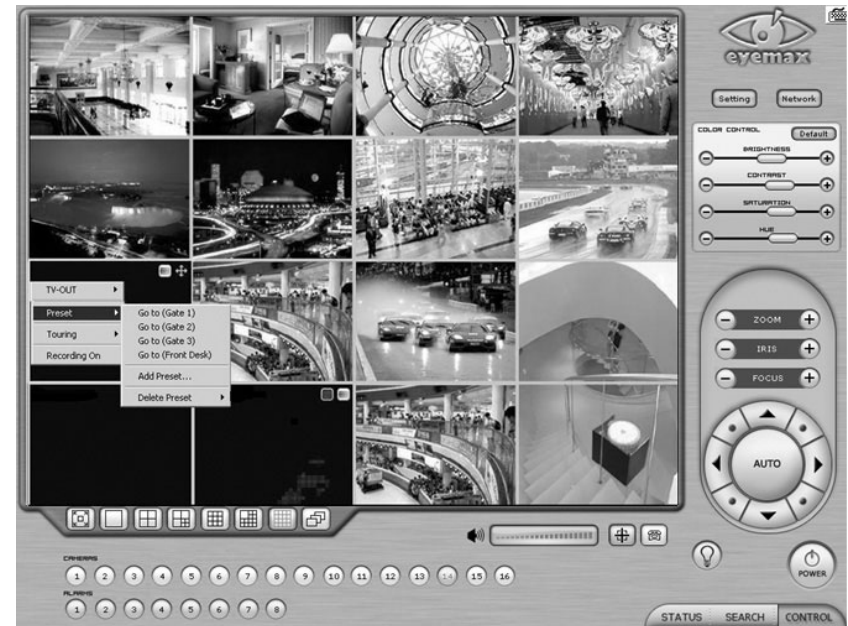 eyemax
Setting Network
COLOR CONTROL Default
BRIGHTNESS
CONTRAST
SATURATION
HUE
TV-OUT
Preset
Touring
Recording On
Go to (Gate 1)
Go to (Gate 2)
Go to (Gate 3)
Go to (Front Desk)
Add Preset...
Delete Preset
ZOOM
IRIS
FOCUS
AUTO
CAMERAS
1 2 3 4 5 6 7 8 9 10 11 12 13 14 15 16
ALARMS
1 2 3 4 5 6 7 8
POWER
STATUS SEARCH CONTROL